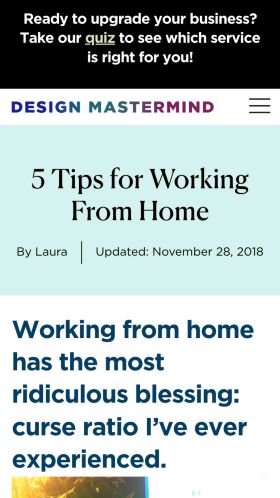 Ready to upgrade your business?
Take our quiz to see which service
is right for you!
DESIGN MASTERMIND
5 Tips for Working
From Home
By Laura
Updated: November 28, 2018
Working from home
has the most
ridiculous blessing:
curse ratio I’ve ever
experienced.